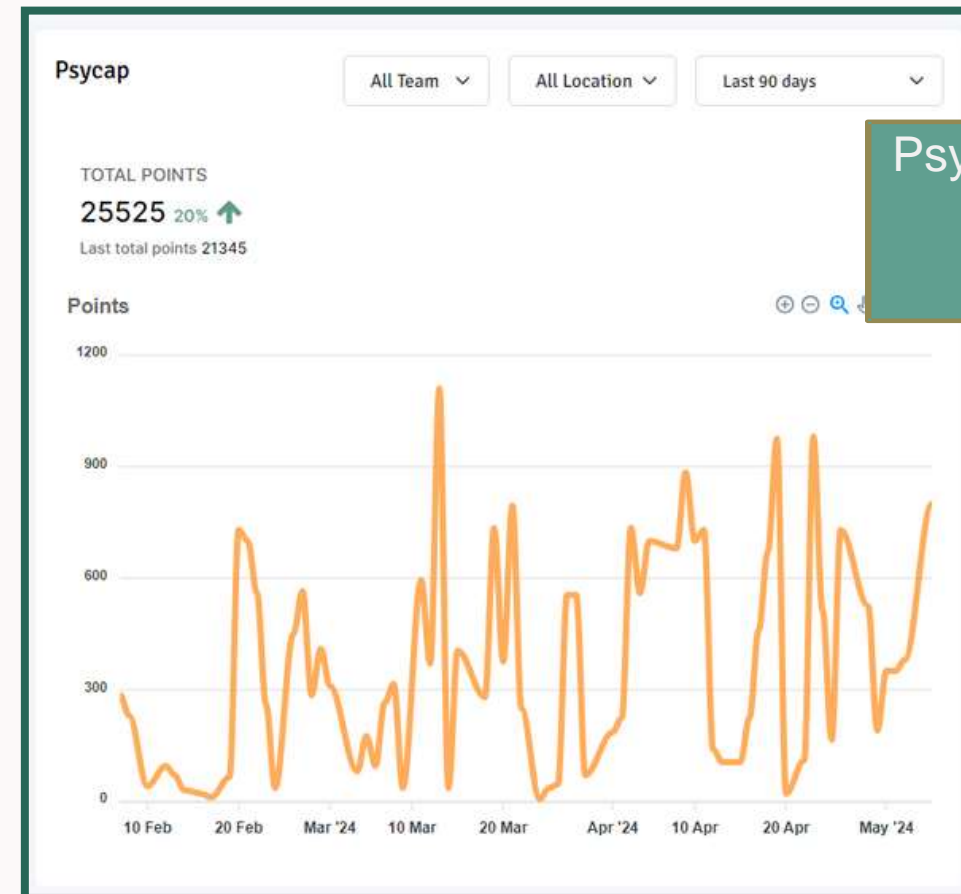 Psycap
All Team
All Location
Last 90 days
Psy
TOTAL POINTS
25525 20%
Last total points 21345
Points
1200
900
600
300
0
10 Feb 20 Feb Mar '24 10 Mar 20 Mar Apr '24 10 Apr 20 Apr May '24